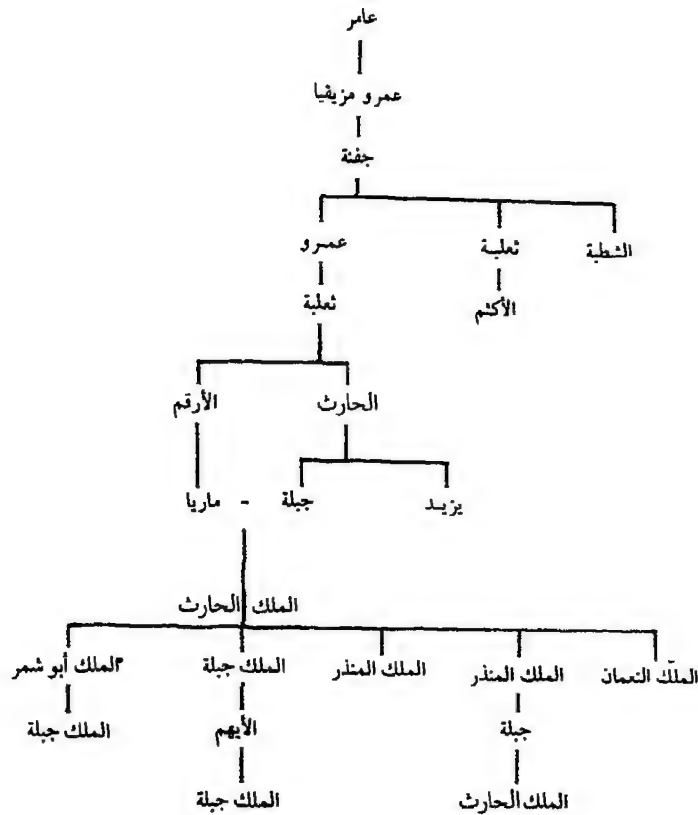 عامر
عمرو مزيقيا
جفنة
الشطبة ثعلبة عمرو
الأكثم ثعلبة
الحارث الأرقم
يزيد جبلة - ماريا
الملك الحارث
الملك النعمان الملك المنذر الملك المنذر الملك جبلة الملك أبو شمر
جبلة الأيهم الملك جبلة
الملك الحارث الملك جبلة